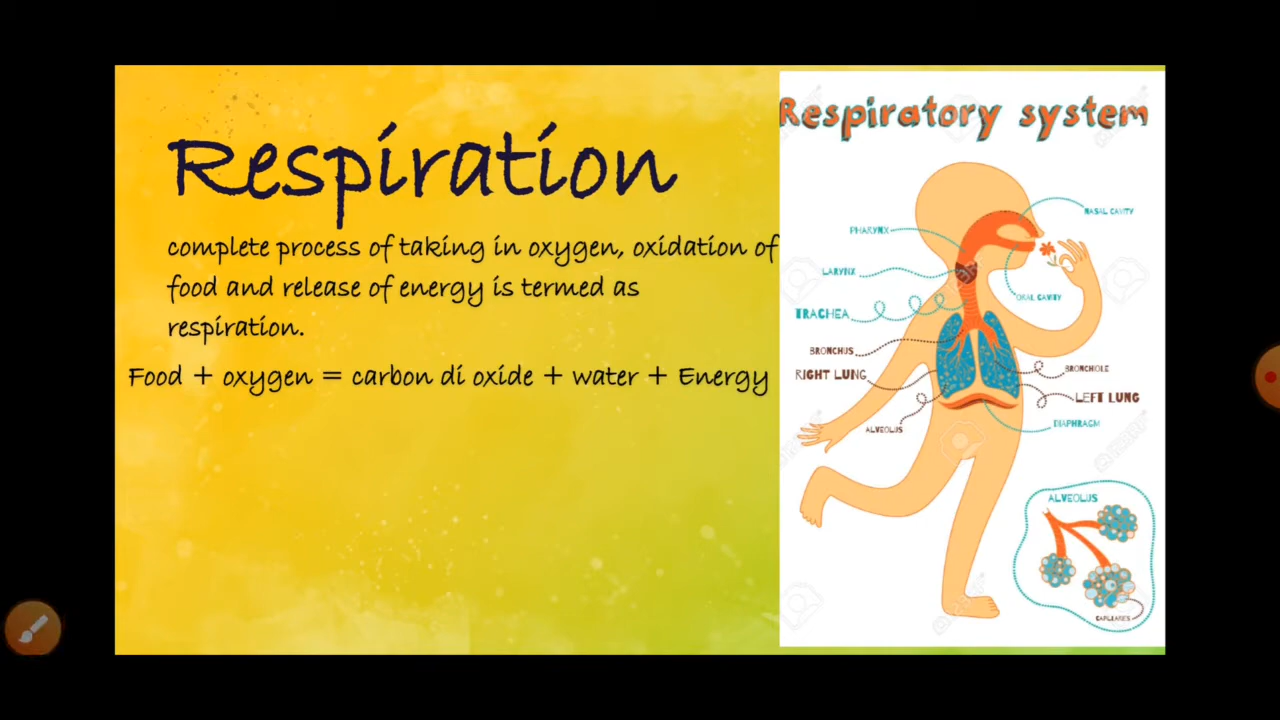 Respiration
complete process of taking in oxygen, oxidation of
food and release of energy is termed as
respiration.
Food + oxygen = carbon di oxide + water + Energy
Respiratory system
NASAL CAVITY
PHARYNX
LARYNX
ORAL CAVITY
TRACHEA
BRONCHUS
RIGHT LUNG
BRONCHOLE
LEFT LUNG
ALVEOLUS
DIAPHRAGM
ALVEOLUS
CAPILLARIES